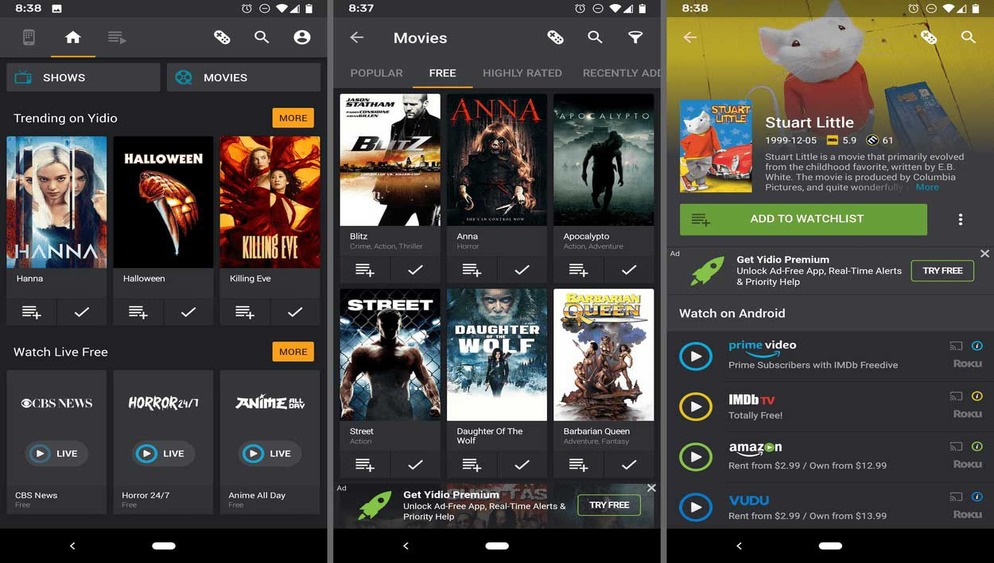 8:38
SHOWS
MOVIES
Trending on Yidio
MORE
HANNA
HALLOWEEN
KILLING EVE
Hanna
Halloween
Killing Eve
Watch Live Free
MORE
CBS NEWS
HORROR 24/7
ANiME ALL DAY
LIVE
LIVE
LIVE
CBS News
Horror 24/7
Anime All Day
Free
Free
Free
8:37
Movies
POPULAR
FREE
HIGHLY RATED
RECENTLY ADD
JASON
STATHAM
BLITZ
ANNA
SHE'S IN CONTROL NOW
APOCALYPTO
Blitz
Crime, Action, Thriller
Anna
Horror
Apocalypto
Action, Adventure
STREET
DAUGHTER
OF THE
WOLF
BARBARIAN
QUEEN
Street
Action
Daughter Of The
Wolf
Barbarian Queen
Adventure, Fantasy
Ad
Get Yidio Premium
Unlock Ad-Free App, Real-Time Alerts &
Priority Help
TRY FREE
8:38
STUART
LITTLE
Stuart Little
1999-12-05
5.9
61
Stuart Little is a movie that primarily evolved
from the childhood favorite, written by E.B.
White. The movie is produced by Columbia
Pictures, and quite wonderfully
More
ADD TO WATCHLIST
Ad
Get Yidio Premium
Unlock Ad-Free App, Real-Time Alerts
& Priority Help
TRY FREE
Watch on Android
prime video
Prime Subscribers with IMDb Freedive
ROKU
IMDb TV
Totally Free!
ROKU
amazon
Rent from $2.99 / Own from $12.99
ROKU
VUDU
Rent from $2.99 / Own from $13.99
ROKU